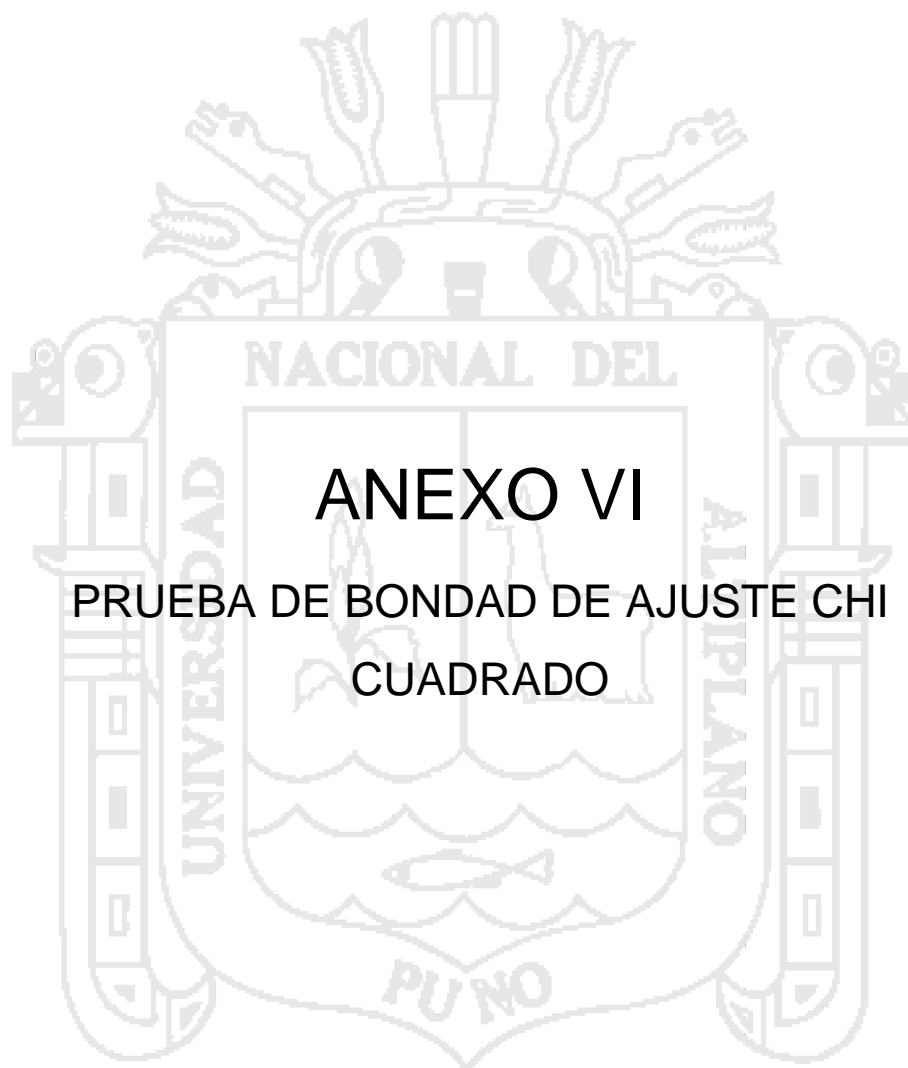 NACIONAL DEL
UNIVERSIDAD
ALTIPLANO
ANEXO VI
PRUEBA DE BONDAD DE AJUSTE CHI
CUADRADO
PUNO